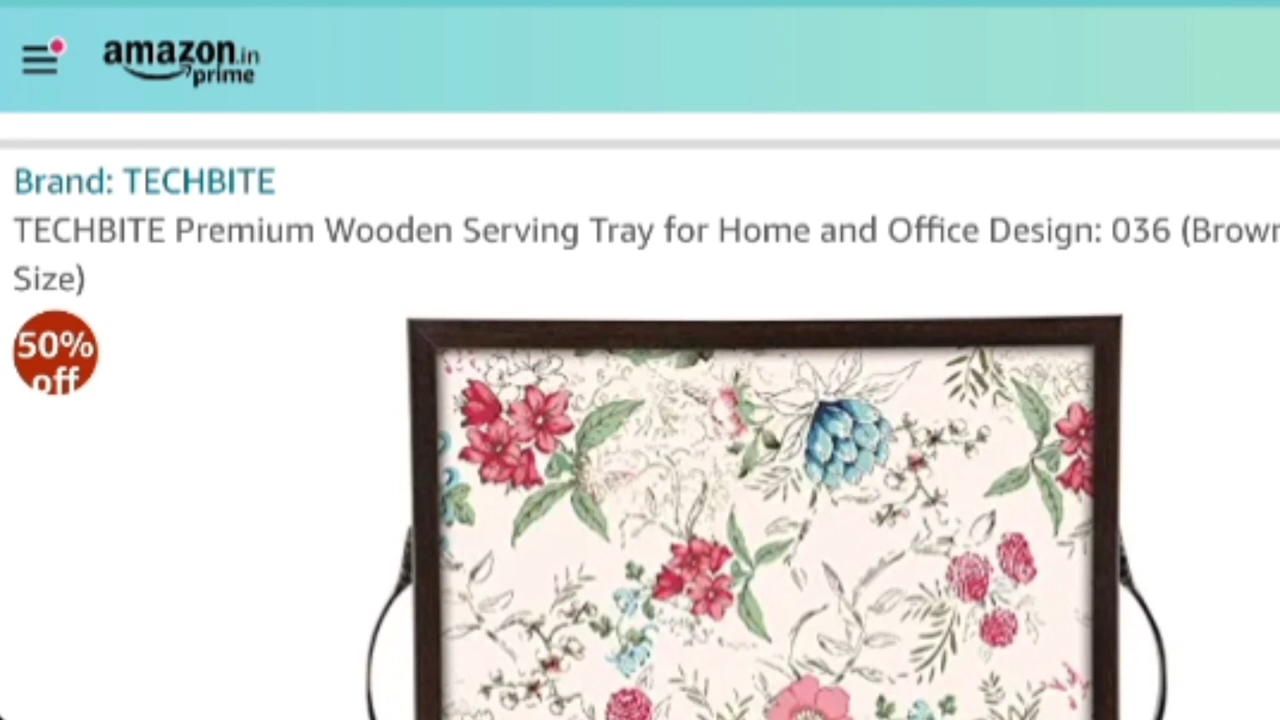 amazon.in
prime
Brand: TECHBITE
TECHBITE Premium Wooden Serving Tray for Home and Office Design: 036 (Brown
Size)
50%
off